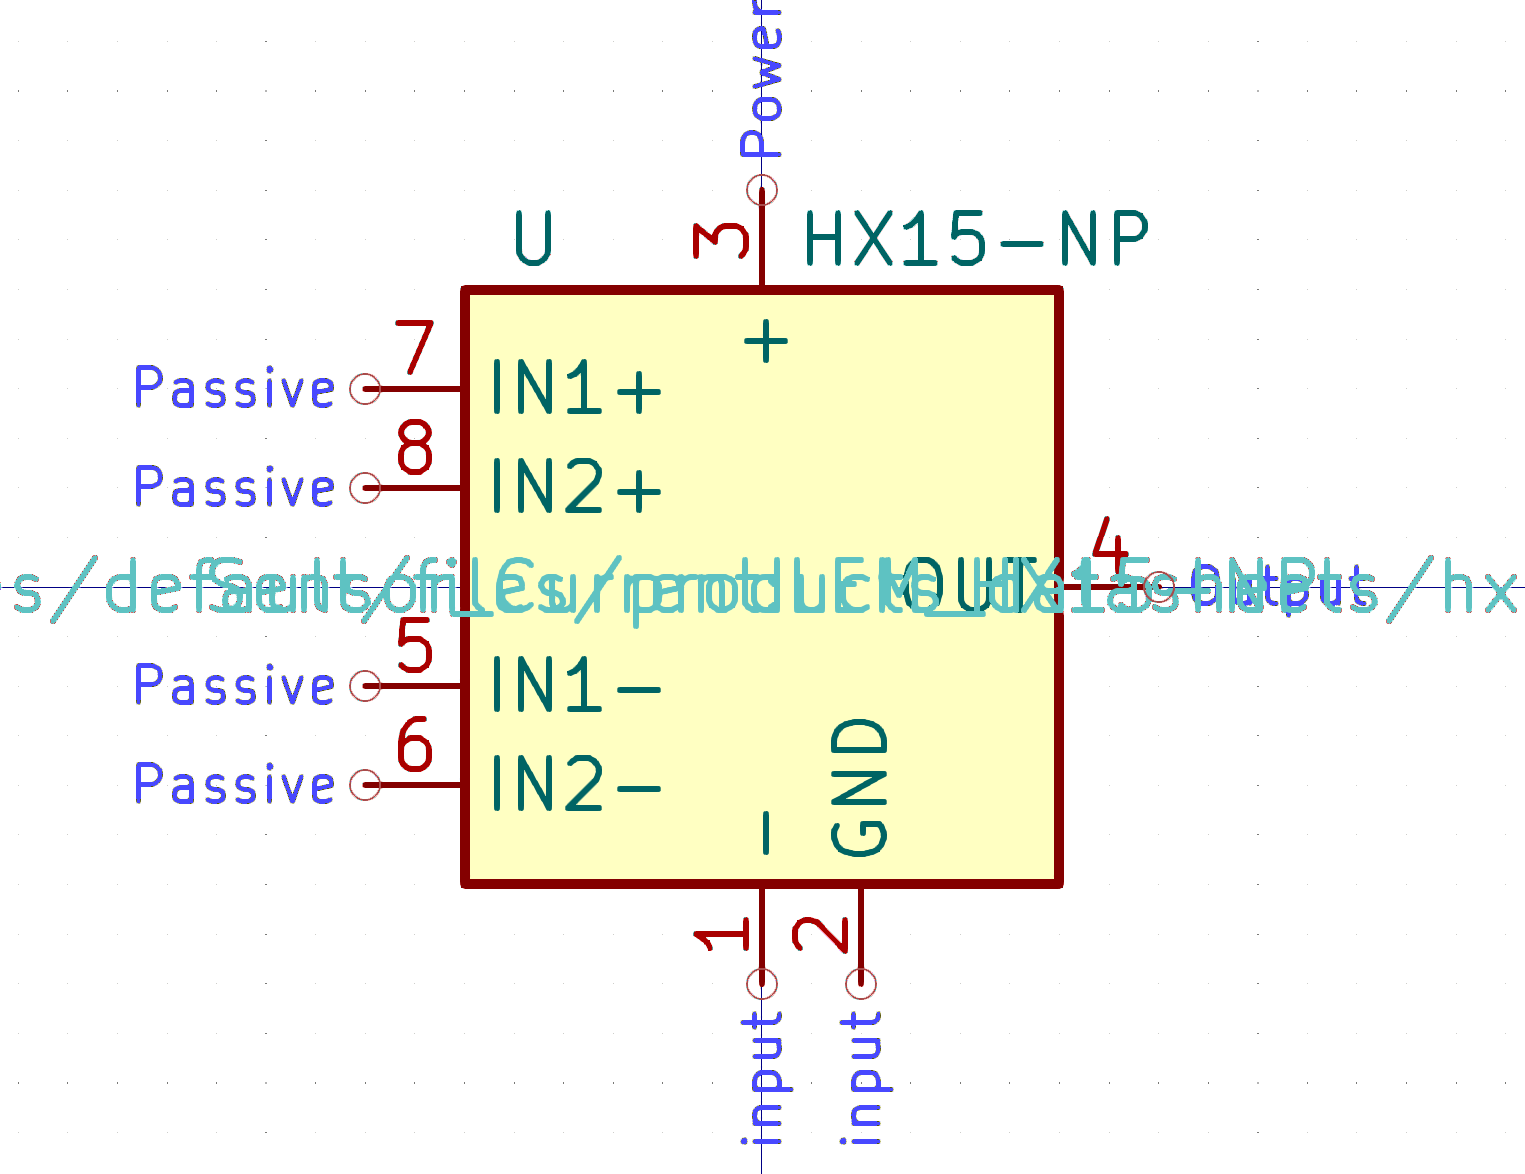 Power
U
3
HX15-NP
+
7
Passive
IN1+
8
Passive
IN2+
4
OUT
Output
s/default/files/products_datasheets/hx
Sensor_Current:LEM_HX15-NP
5
Passive
IN1-
6
Passive
IN2-
-
GND
1
2
input
input